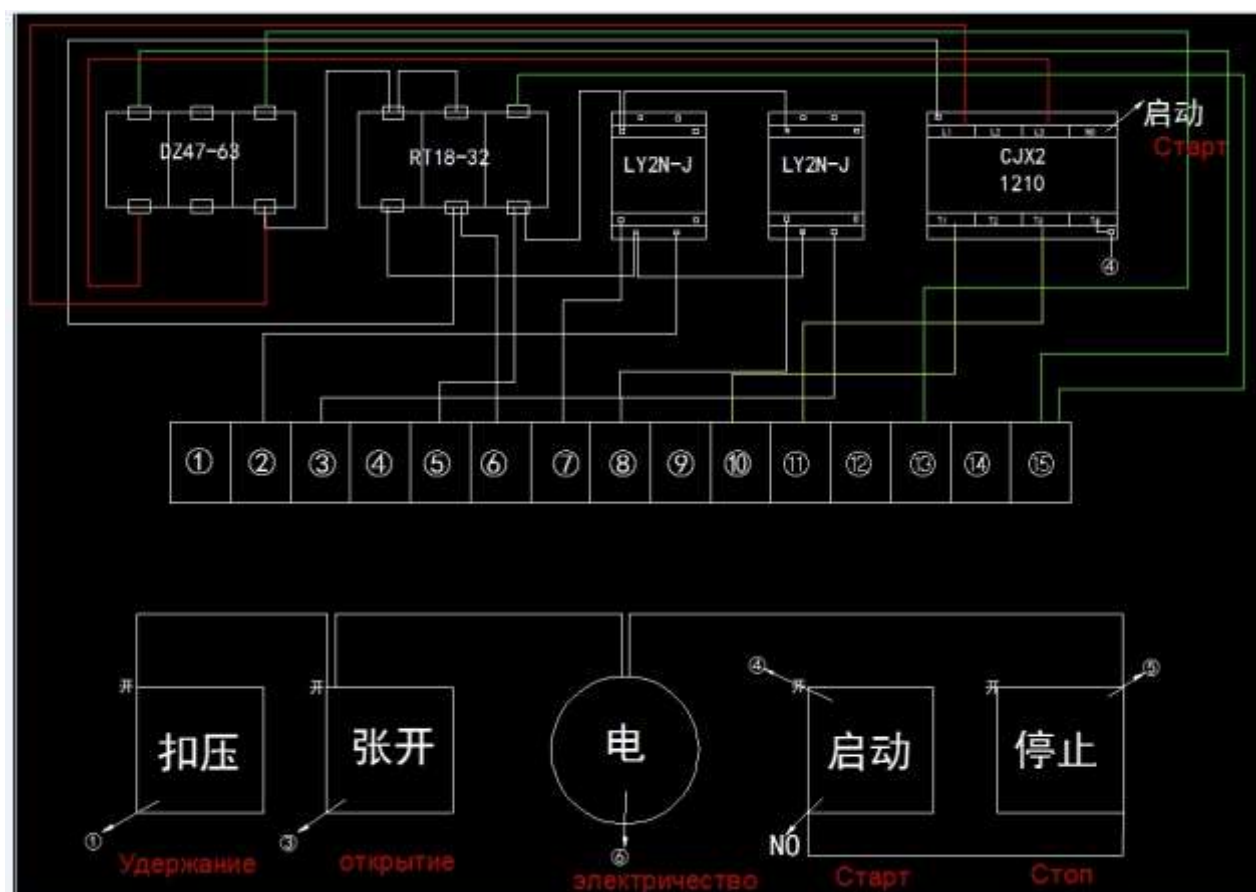 启动
Старт
DZ47-63
RT18-32
LY2N-J
LY2N-J
L1 L2 L3 NO
CJX2
1210
T1 T2 T3
④
① ② ③ ④ ⑤ ⑥ ⑦ ⑧ ⑨ ⑩ ⑪ ⑫ ⑬ ⑭ ⑮
④ ⑤
开 开 开 开
扣压 张开 电 启动 停止
① ③ ⑥ NO
Удержание открытие электричество Старт Стоп